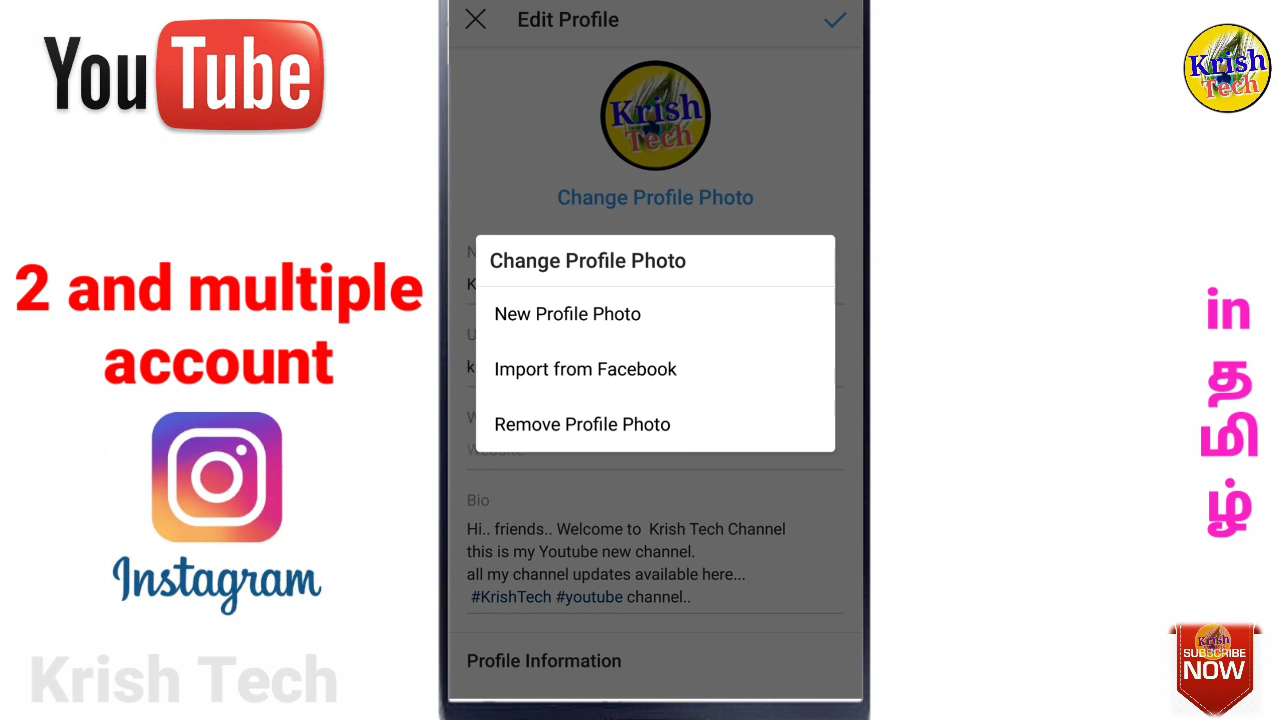 YouTube
2 and multiple
account
Instagram
Krish Tech
Edit Profile
Krish
Tech
Change Profile Photo
Change Profile Photo
New Profile Photo
Import from Facebook
Remove Profile Photo
Website
Bio
Hi.. friends.. Welcome to Krish Tech Channel
this is my Youtube new channel.
all my channel updates available here...
#KrishTech #youtube channel..
Profile Information
Krish
Tech
in
த
மி
ழ்
Krish
SUBSCRIBE
NOW